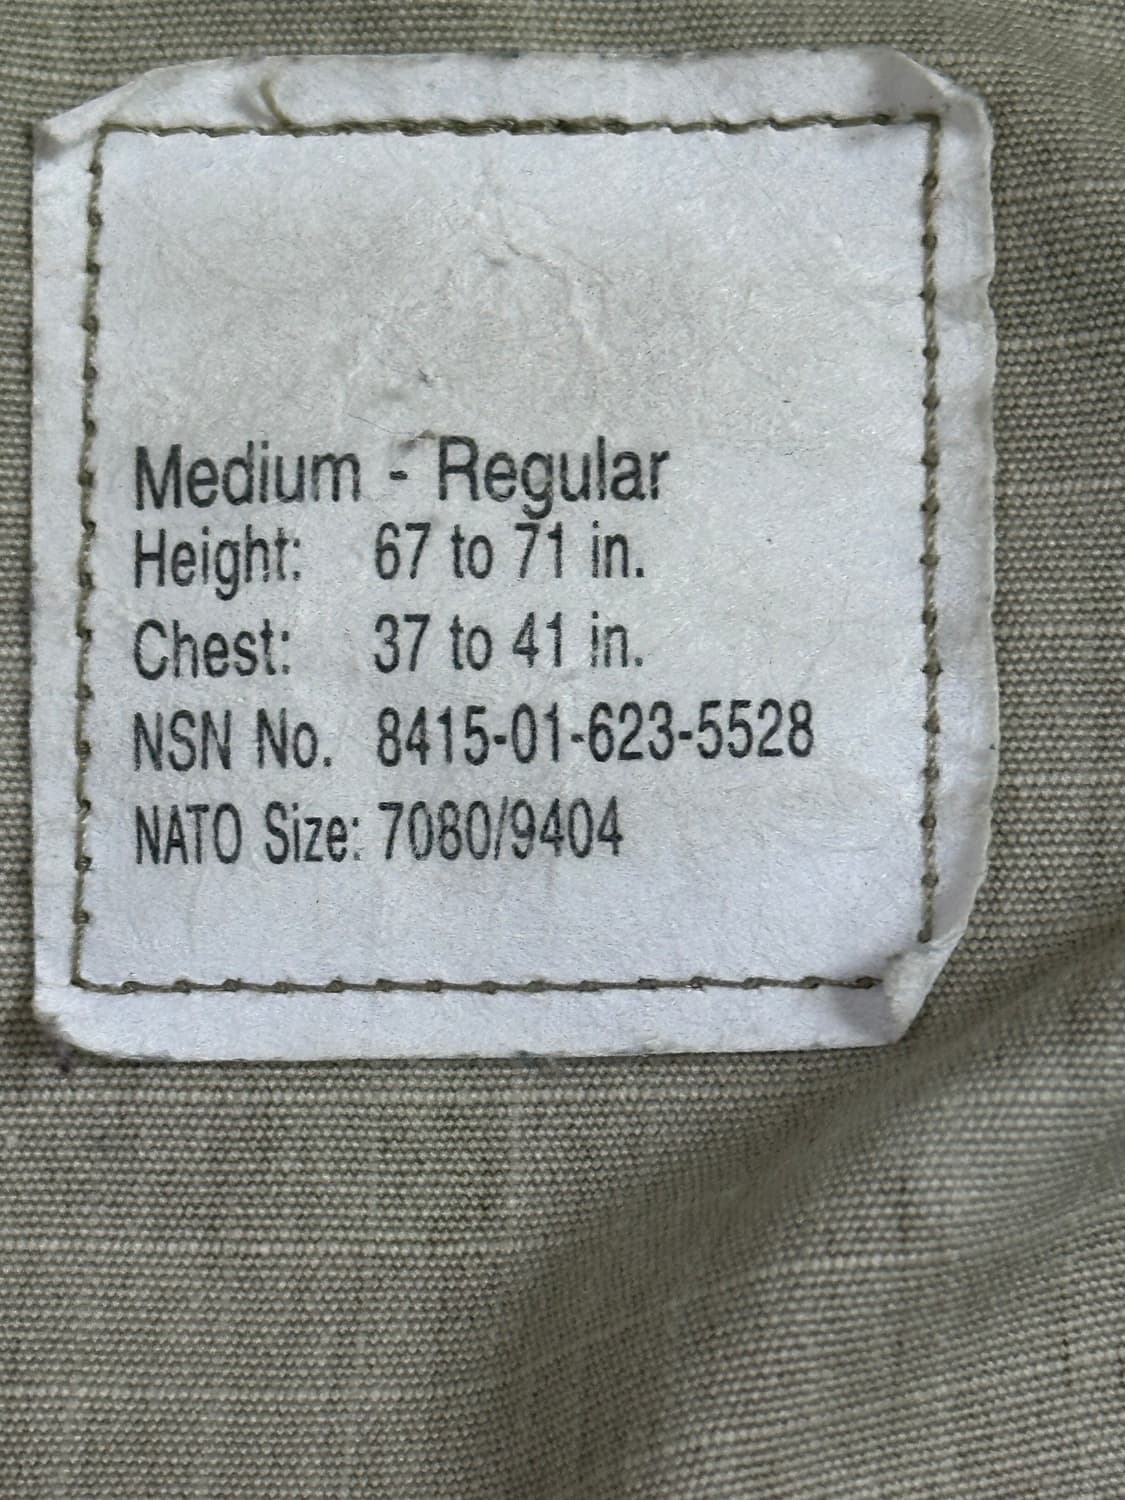 Medium - Regular
Height: 67 to 71 in.
Chest: 37 to 41 in.
NSN No. 8415-01-623-5528
NATO Size: 7080/9404